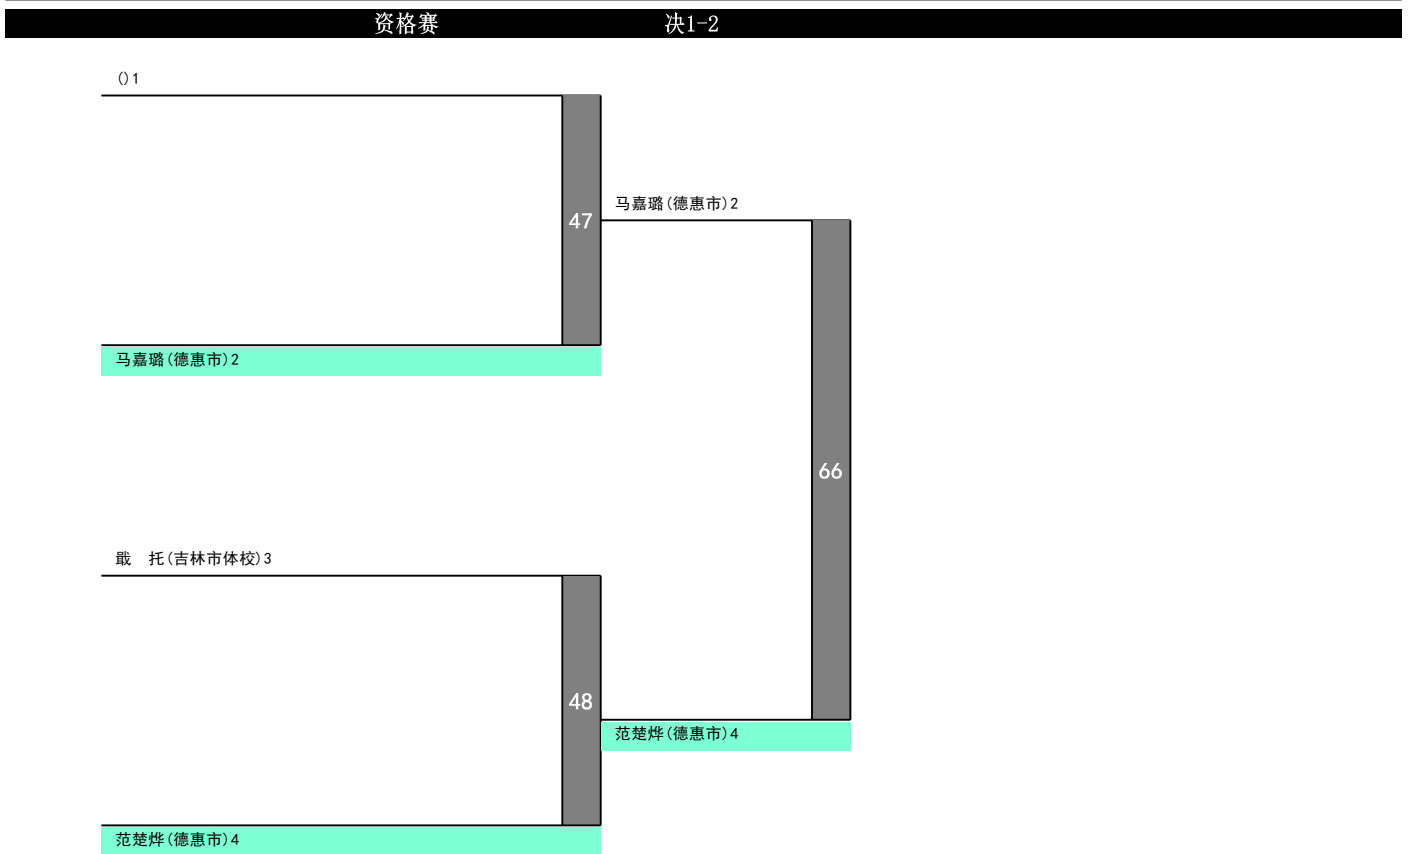 资格赛 决1-2
()1
马嘉璐(德惠市)2
47
马嘉璐(德惠市)2
66
戢 托(吉林市体校)3
48
范楚烨(德惠市)4
范楚烨(德惠市)4